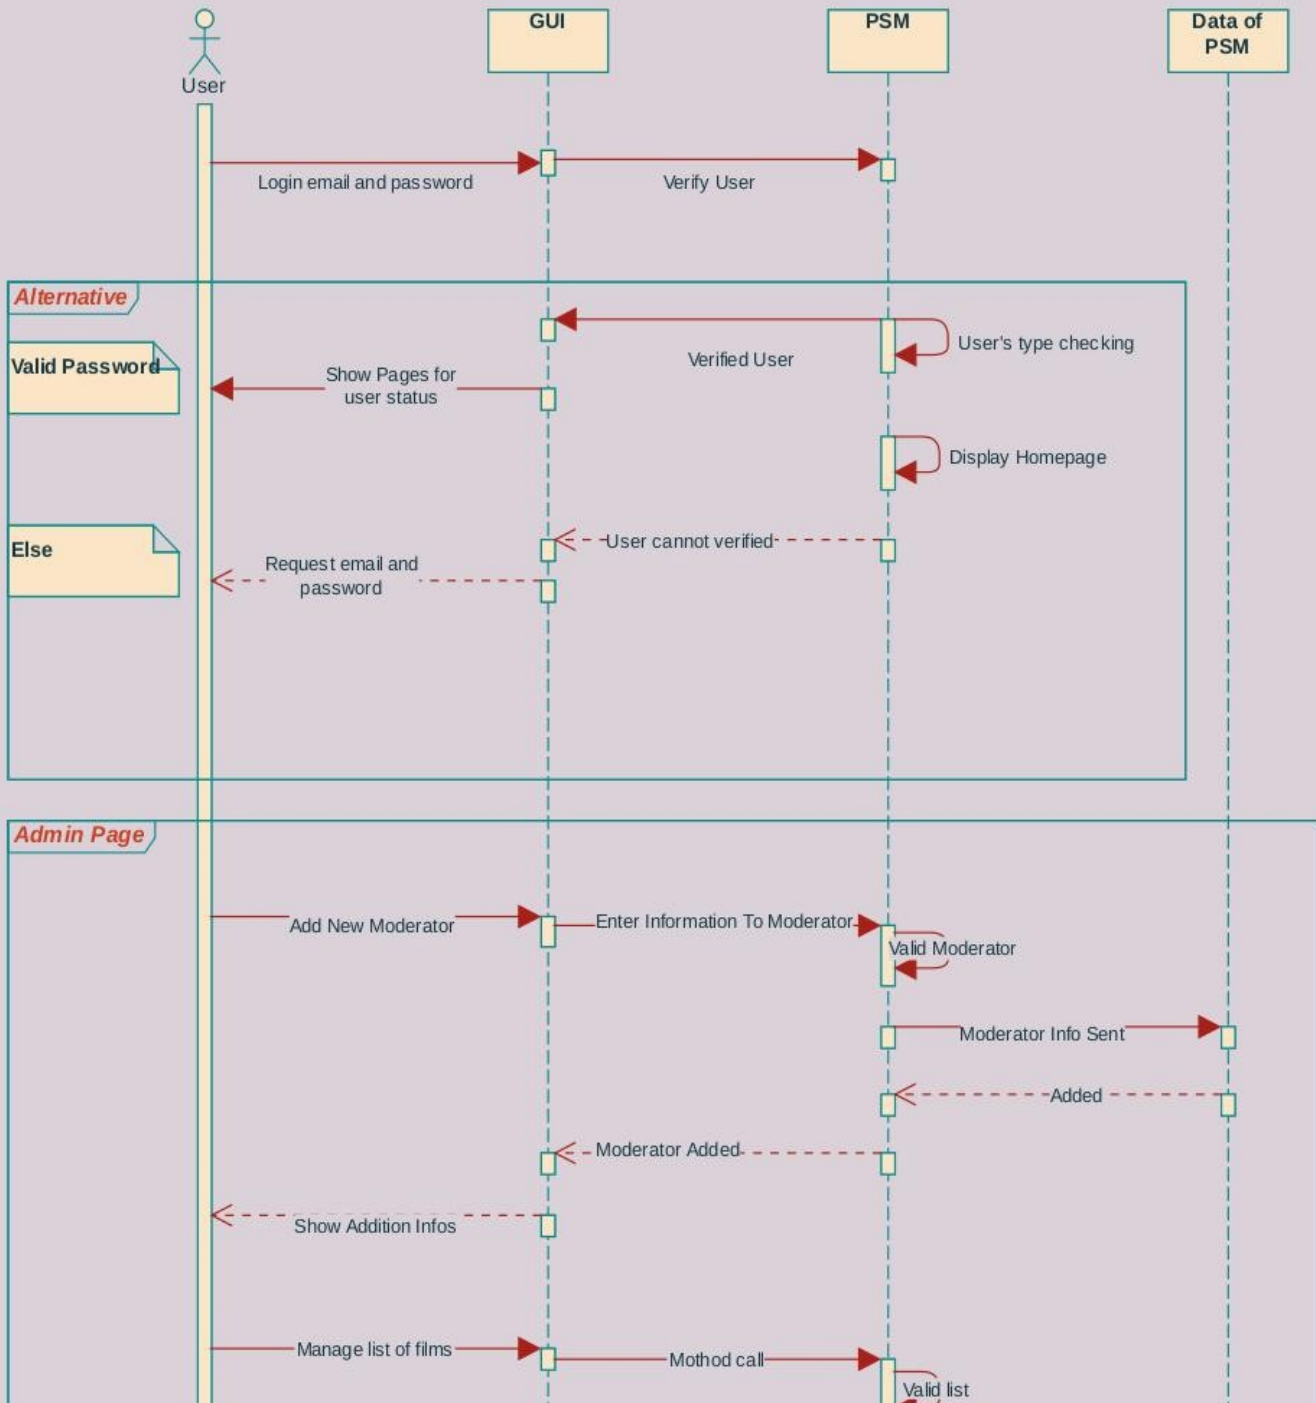 GUI
PSM
Data of
PSM
User
Login email and password
Verify User
Alternative
User's type checking
Verified User
Valid Password
Show Pages for
user status
Display Homepage
User cannot verified
Else
Request email and
password
Admin Page
Add New Moderator
Enter Information To Moderator
Valid Moderator
Moderator Info Sent
Added
Moderator Added
Show Addition Infos
Manage list of films
Mothod call
Valid list